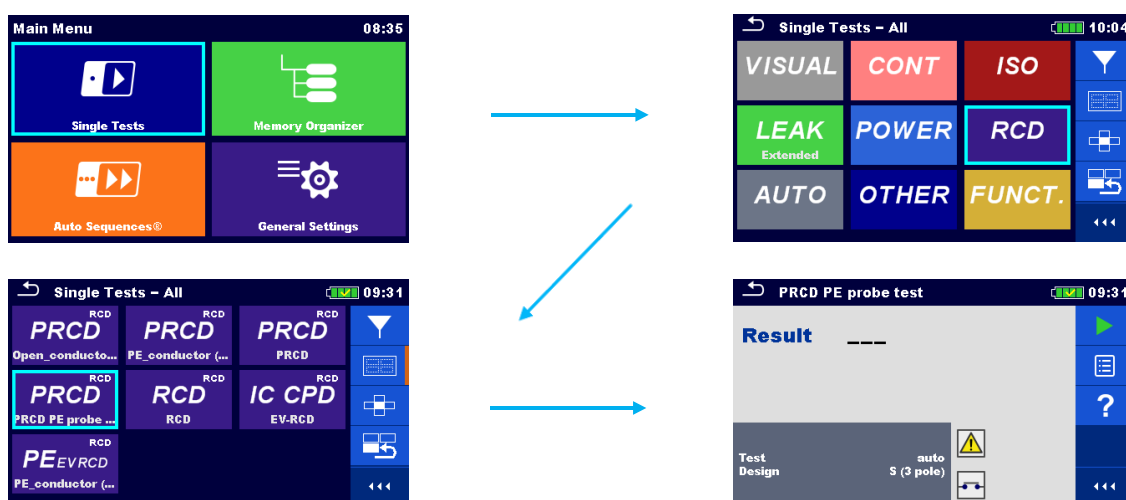 Main Menu 08:35
Single Tests
Memory Organizer
Auto Sequences®
General Settings
Single Tests – All 10:04
VISUAL CONT ISO
LEAK POWER RCD
Extended
AUTO OTHER FUNCT.
Single Tests – All 09:31
RCD RCD RCD
PRCD PRCD PRCD
Open_conducto... PE_conductor (... PRCD
RCD RCD RCD
PRCD RCD IC CPD
PRCD PE probe ... RCD EV-RCD
RCD
PE EVRCD
PE_conductor (...
PRCD PE probe test 09:31
Result ___
?
Test auto
Design S (3 pole)